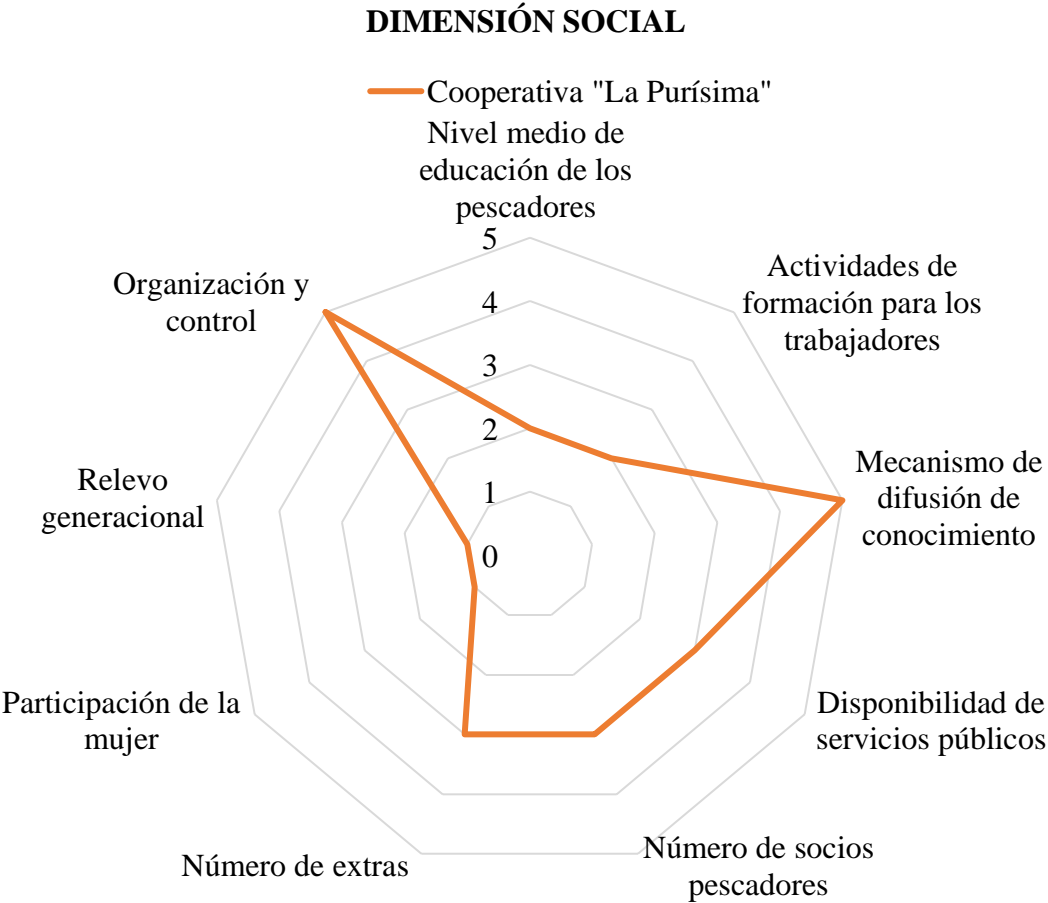 DIMENSIÓN SOCIAL
Cooperativa "La Purísima"
Nivel medio de
educación de los
pescadores
Actividades de
formación para los
trabajadores
Mecanismo de
difusión de
conocimiento
Disponibilidad de
servicios públicos
Número de socios
pescadores
Número de extras
Participación de la
mujer
Relevo
generacional
Organización y
control
5
4
3
2
1
0